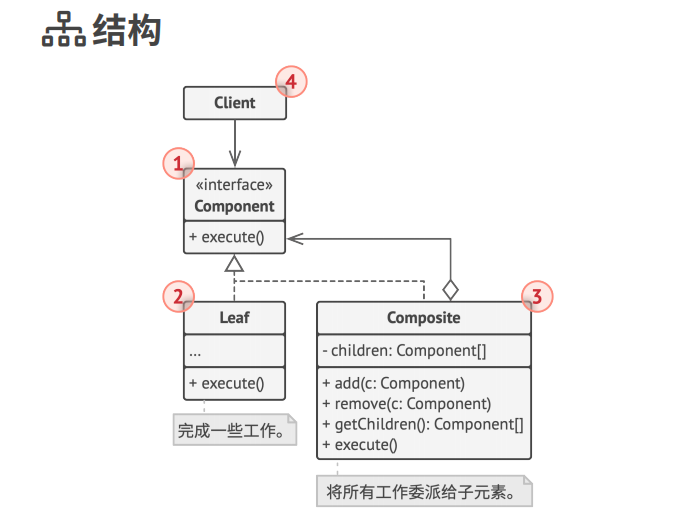 结构
4
Client
1
«interface»
Component
+ execute()
2
Leaf
...
+ execute()
完成一些工作。
3
Composite
- children: Component[]
+ add(c: Component)
+ remove(c: Component)
+ getChildren(): Component[]
+ execute()
将所有工作委派给子元素。